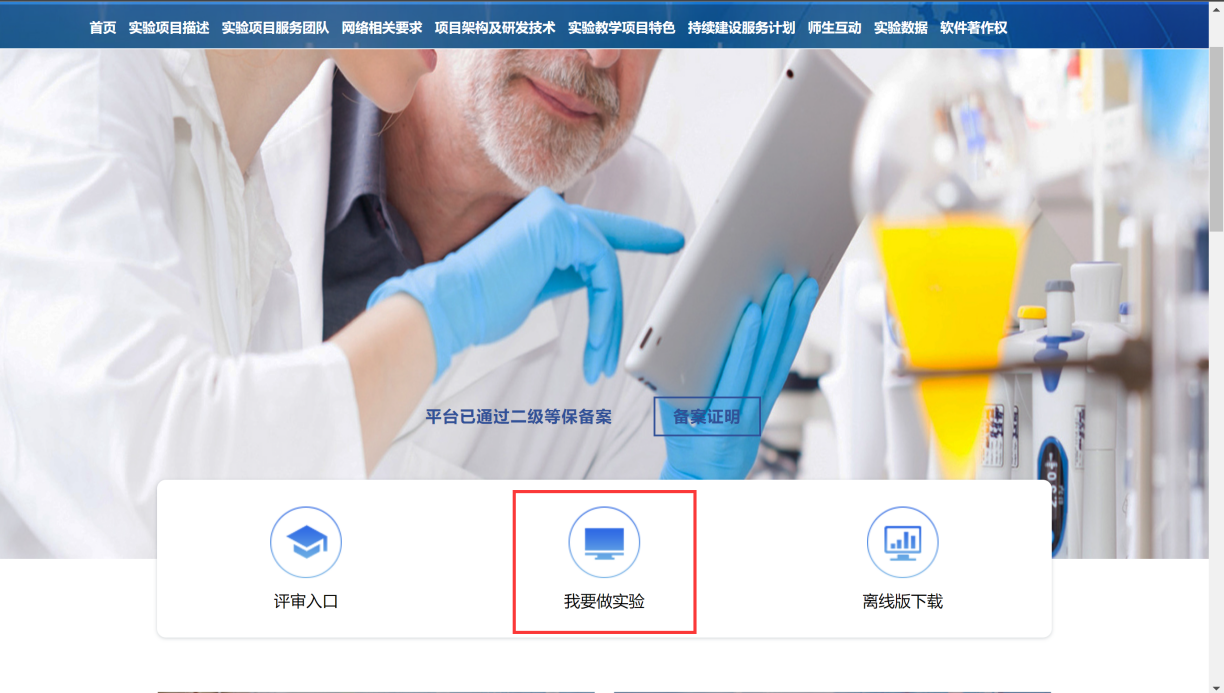 首页 实验项目描述 实验项目服务团队 网络相关要求 项目架构及研发技术 实验教学项目特色 持续建设服务计划 师生互动 实验数据 软件著作权
平台已通过二级等保备案 备案证明
评审入口 我要做实验 离线版下载